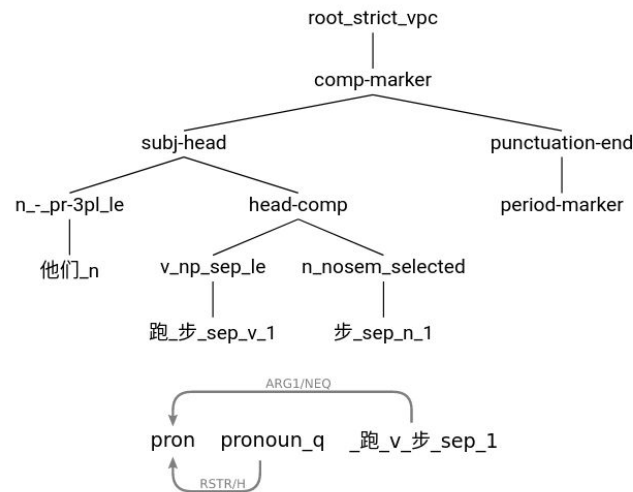 root_strict_vpc
comp-marker
subj-head punctuation-end
n_-_pr-3pl_le head-comp period-marker
他们_n v_np_sep_le n_nosem_selected
跑_步_sep_v_1 步_sep_n_1
ARG1/NEQ
pron pronoun_q _跑_v_步_sep_1
RSTR/H